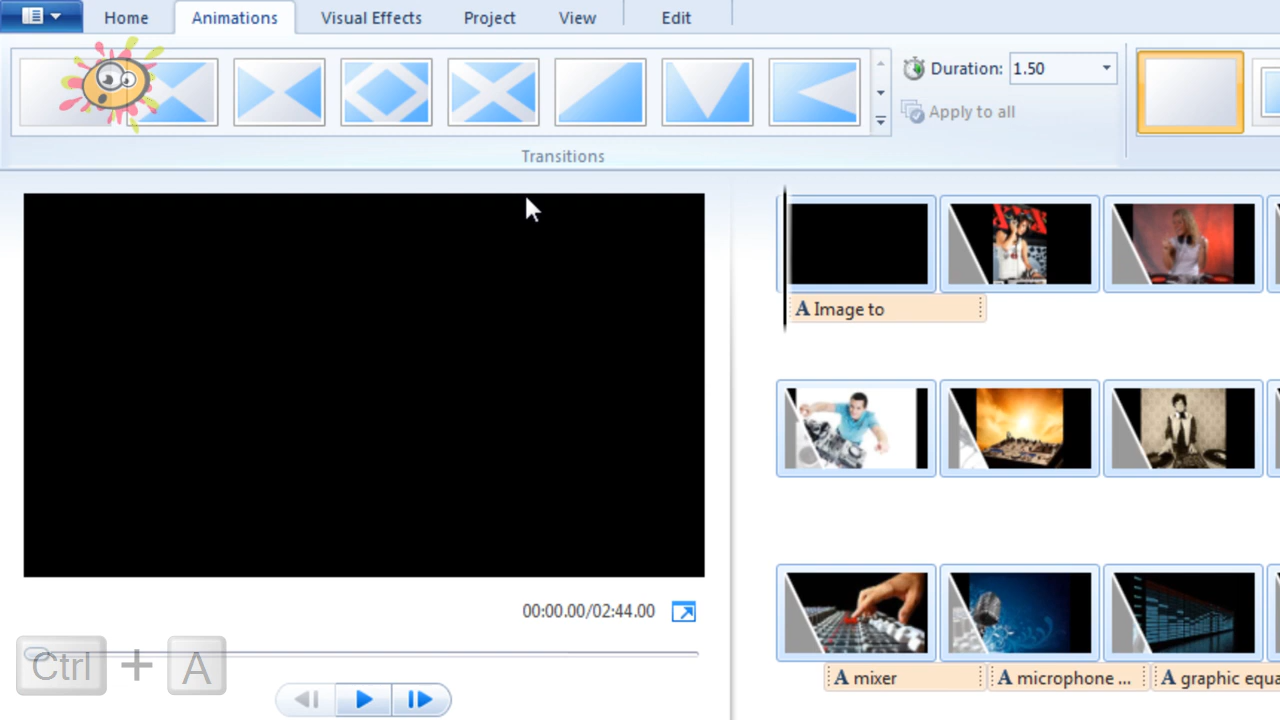 Home Animations Visual Effects Project View Edit
Duration: 1.50
Apply to all
Transitions
A Image to
00:00.00/02:44.00
Ctrl + A
A mixer A microphone ... A graphic equa